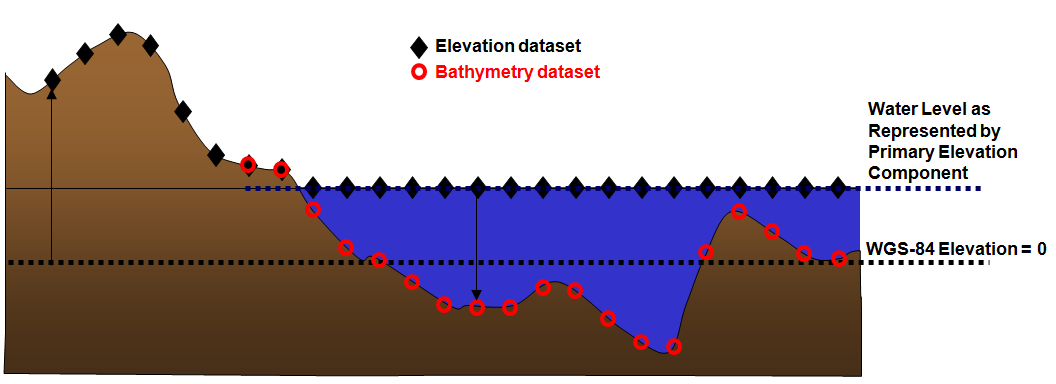 Elevation dataset
Bathymetry dataset
Water Level as
Represented by
Primary Elevation
Component
WGS-84 Elevation = 0